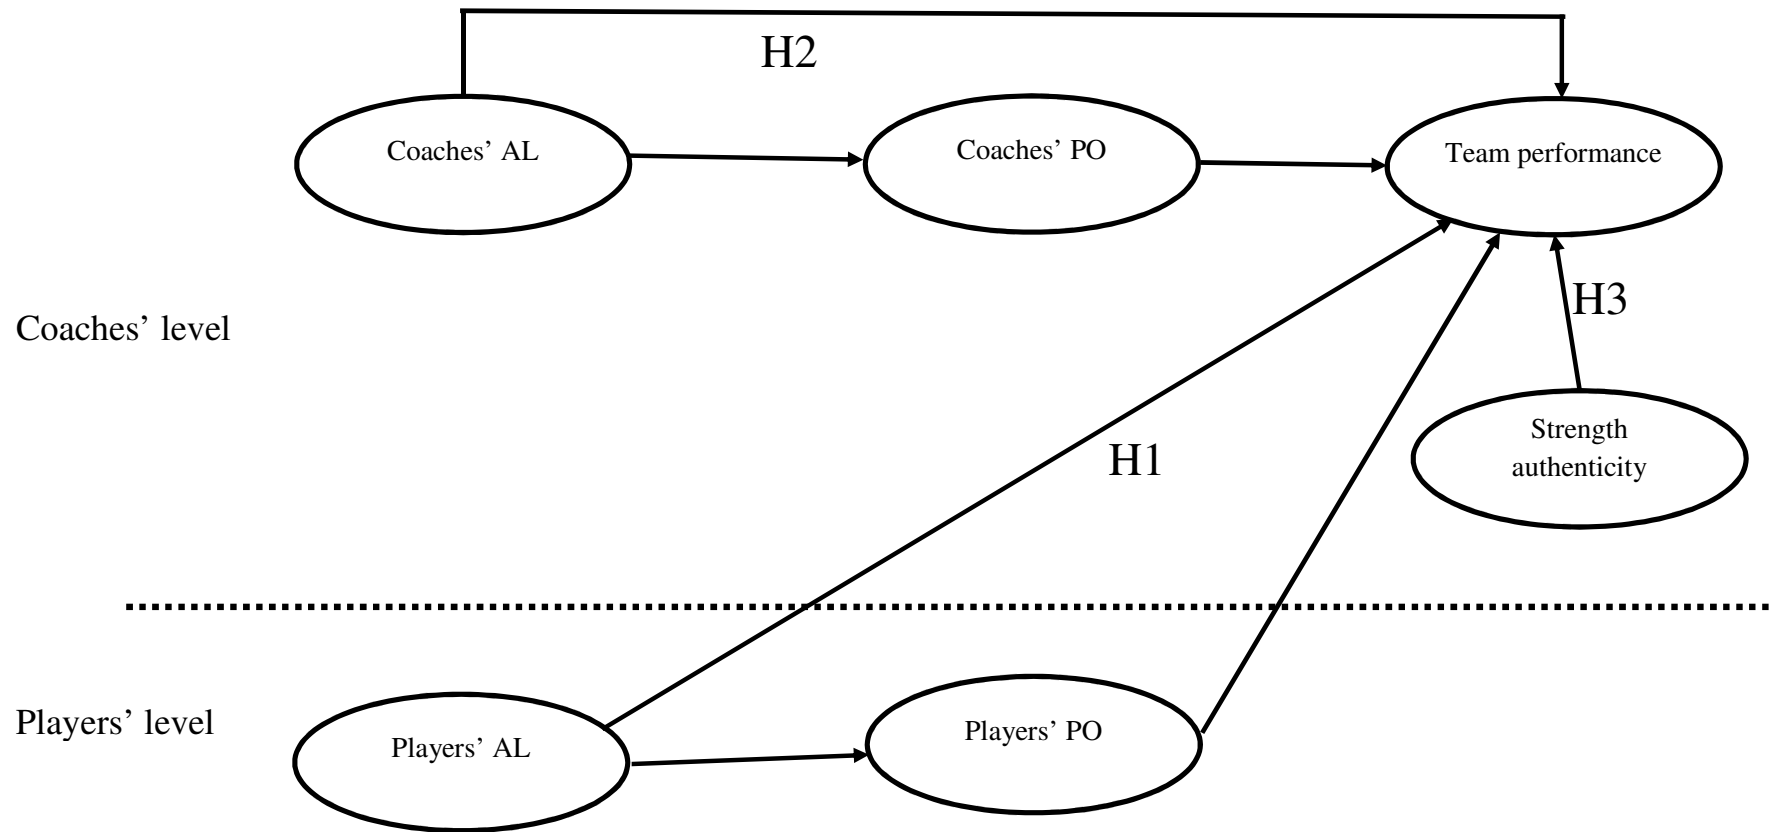 H2
Coaches’ AL
Coaches’ PO
Team performance
H3
Coaches’ level
Strength
authenticity
H1
Players’ level
Players’ AL
Players’ PO